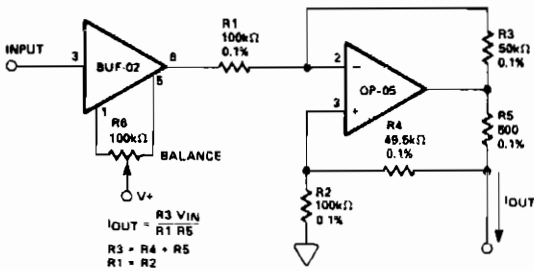 INPUT
3
BUF-02
6
5
1
R6
100kΩ
BALANCE
V+
R1
100kΩ
0.1%
2
−
OP-05
3
+
R3
50kΩ
0.1%
R5
500
0.1%
R4
49.5kΩ
0.1%
R2
100kΩ
0.1%
IOUT
IOUT = R3 VIN / R1 R5
R3 = R4 + R5
R1 = R2